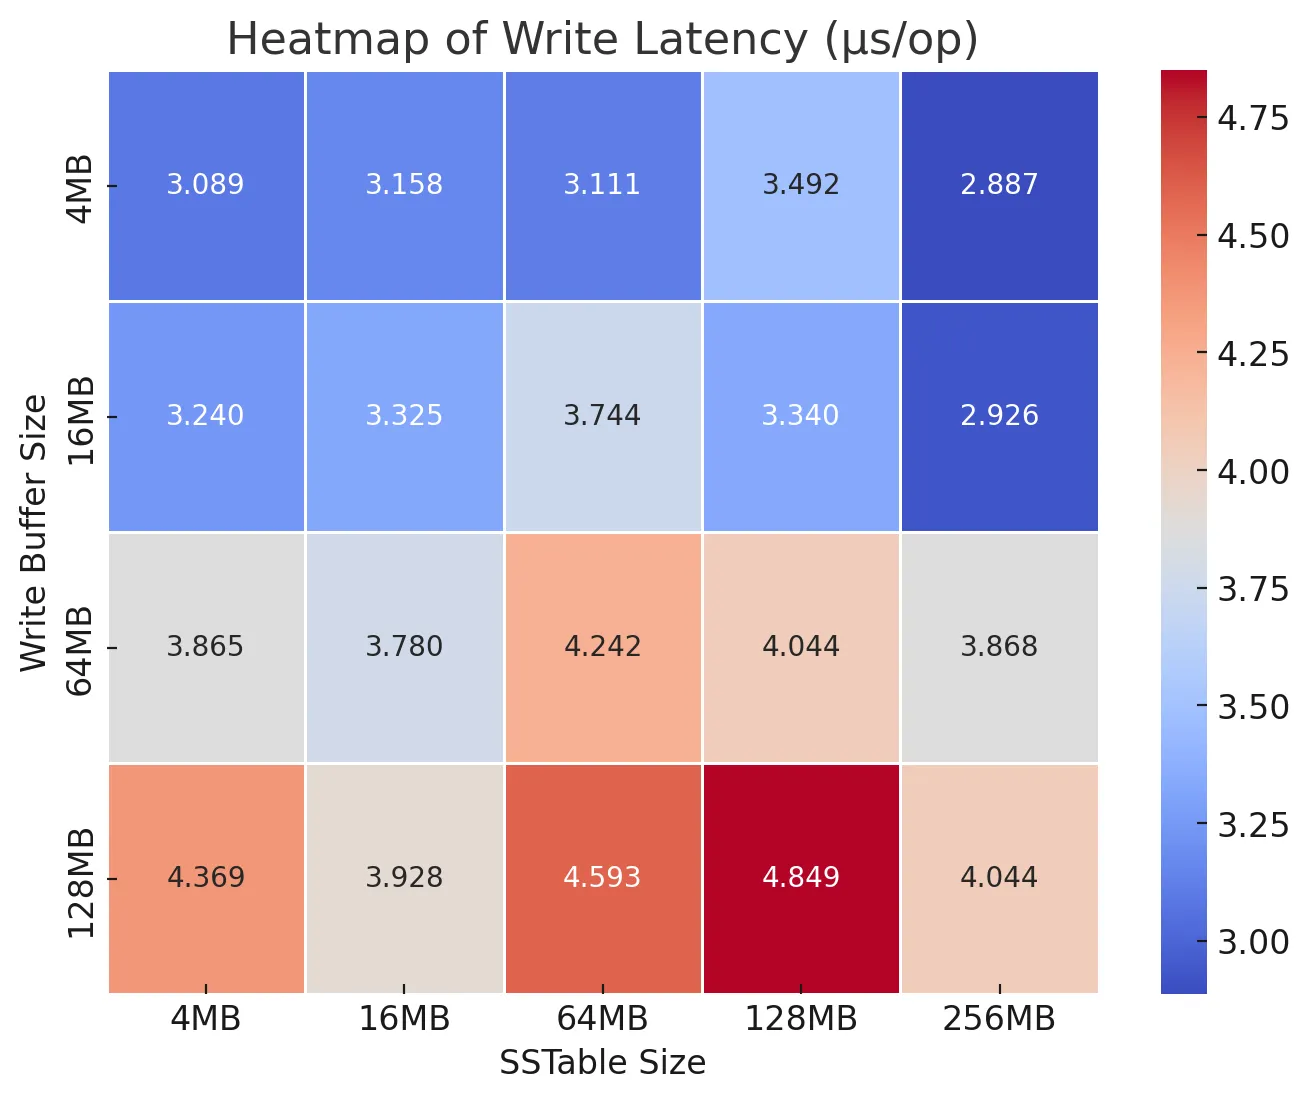 Heatmap of Write Latency (µs/op)
Write Buffer Size
4MB 3.089 3.158 3.111 3.492 2.887
16MB 3.240 3.325 3.744 3.340 2.926
64MB 3.865 3.780 4.242 4.044 3.868
128MB 4.369 3.928 4.593 4.849 4.044
4MB 16MB 64MB 128MB 256MB
SSTable Size
4.75
4.50
4.25
4.00
3.75
3.50
3.25
3.00